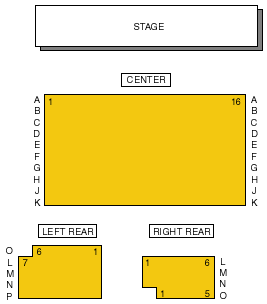 STAGE
CENTER
A 1 16 A
B B
C C
D D
E E
F F
G G
H H
J J
K K
LEFT REAR RIGHT REAR
O 6 1
L 7 1 6 L
M M
N 1 5 N
P O